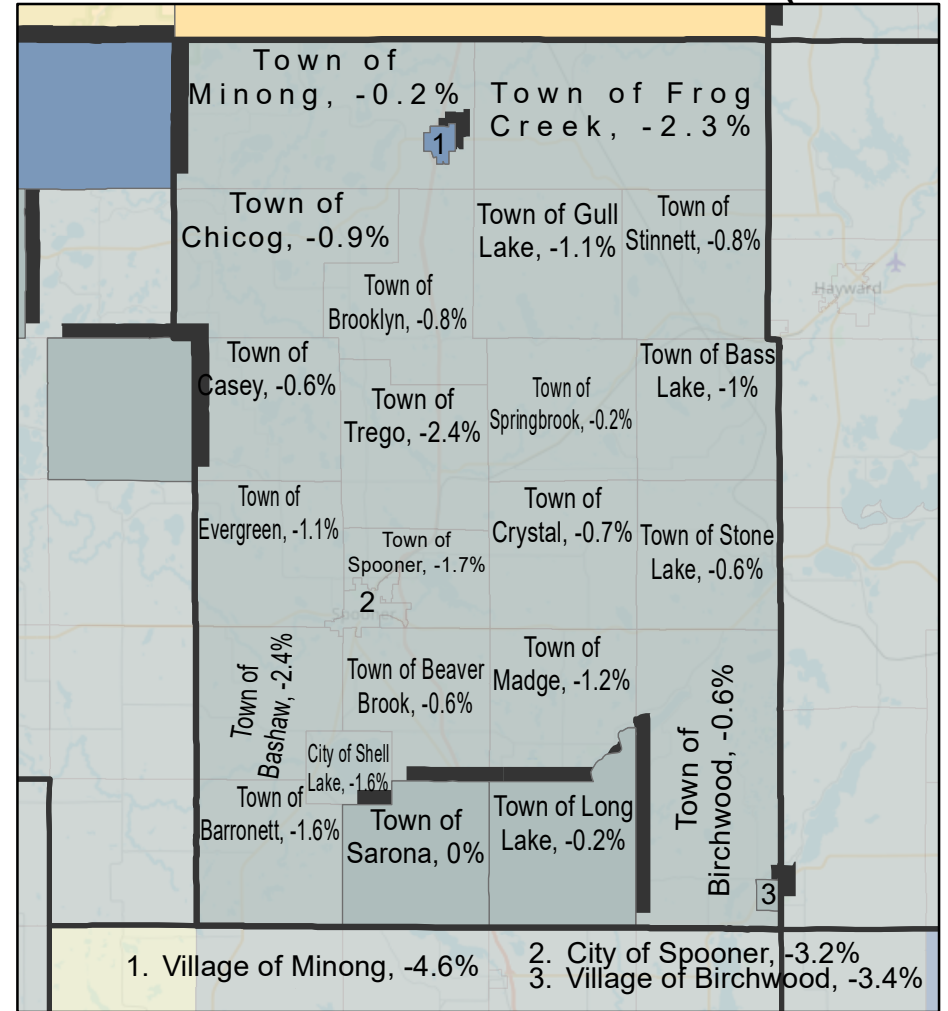 Town of
Minong, -0.2%
Town of Frog
Creek, -2.3%
1
Town of
Chicog, -0.9%
Town of Gull
Lake, -1.1%
Town of
Stinnett, -0.8%
Hayward
Town of
Brooklyn, -0.8%
Town of
Casey, -0.6%
Town of
Trego, -2.4%
Town of
Springbrook, -0.2%
Town of Bass
Lake, -1%
Town of
Evergreen, -1.1%
Town of
Spooner, -1.7%
Town of
Crystal, -0.7%
Town of Stone
Lake, -0.6%
2
Spooner
Town of
Bashaw, -2.4%
Town of Beaver
Brook, -0.6%
Town of
Madge, -1.2%
Town of
Birchwood, -0.6%
City of Shell
Lake, -1.6%
Town of
Barronett, -1.6%
Town of
Sarona, 0%
Town of Long
Lake, -0.2%
3
1. Village of Minong, -4.6%
2. City of Spooner, -3.2%
3. Village of Birchwood, -3.4%